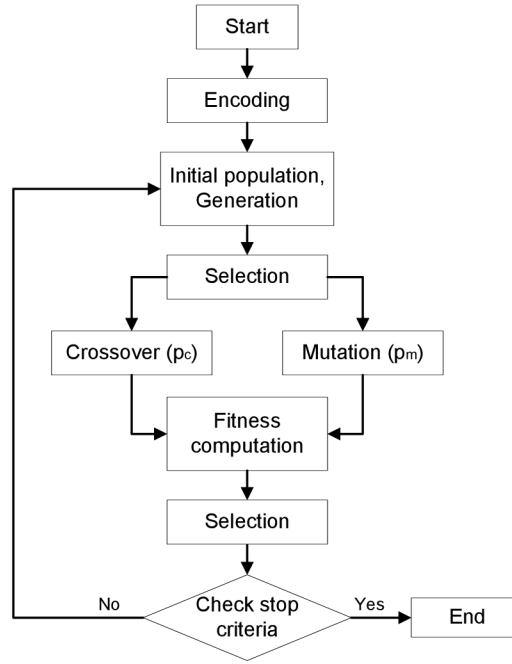 Start
Encoding
Initial population,
Generation
Selection
Crossover (pc)
Mutation (pm)
Fitness
computation
Selection
Check stop
criteria
No
Yes
End